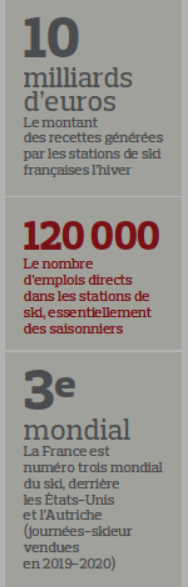 10
milliards
d'euros
Le montant
des recettes générées
par les stations de ski
françaises l'hiver
120 000
Le nombre
d'emplois directs
dans les stations de
ski, essentiellement
des saisonniers
3e
mondial
La France est
numéro trois mondial
du ski, derrière
les États-Unis
et l'Autriche
(journées-skieur
vendues
en 2019-2020)